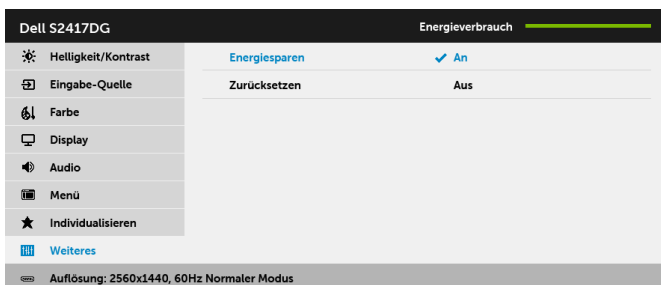 Dell S2417DG Energieverbrauch
Helligkeit/Kontrast Energiesparen An
Eingabe-Quelle Zurücksetzen Aus
Farbe
Display
Audio
Menü
Individualisieren
Weiteres
Auflösung: 2560x1440, 60Hz Normaler Modus